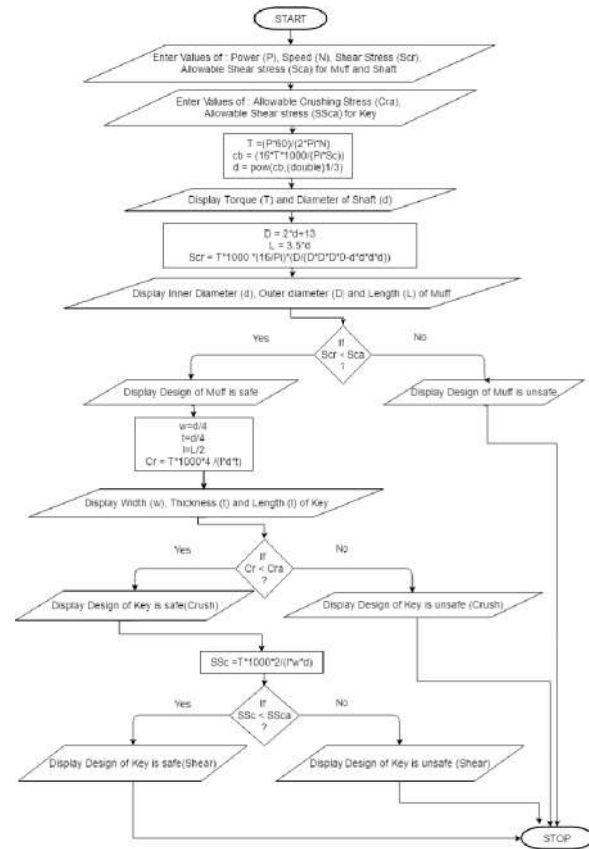 START
Enter Values of : Power (P), Speed (N), Shear Stress (Scr),
Allowable Shear stress (Sca) for Muff and Shaft
Enter Values of : Allowable Crushing Stress (Cra),
Allowable Shear stress (SSca) for Key
T =(P*60)/(2*Pi*N)
cb = (16*T*1000/(Pi*Sc))
d = pow(cb,(double)1/3)
Display Torque (T) and Diameter of Shaft (d)
D = 2*d+13
L = 3.5*d
Scr = T*1000 *(16/PI)*(D/(D*D*D*D-d*d*d*d))
Display Inner Diameter (d), Outer diameter (D) and Length (L) of Muff
If
Scr < Sca
?
Yes
No
Display Design of Muff is safe
Display Design of Muff is unsafe
w=d/4
t=d/4
l=L/2
Cr = T*1000*4 /(l*d*t)
Display Width (w), Thickness (t) and Length (l) of Key
If
Cr < Cra
?
Yes
No
Display Design of Key is safe(Crush)
Display Design of Key is unsafe (Crush)
SSc =T*1000*2/(l*w*d)
If
SSc < SSca
?
Yes
No
Display Design of Key is safe(Shear)
Display Design of Key is unsafe (Shear)
STOP